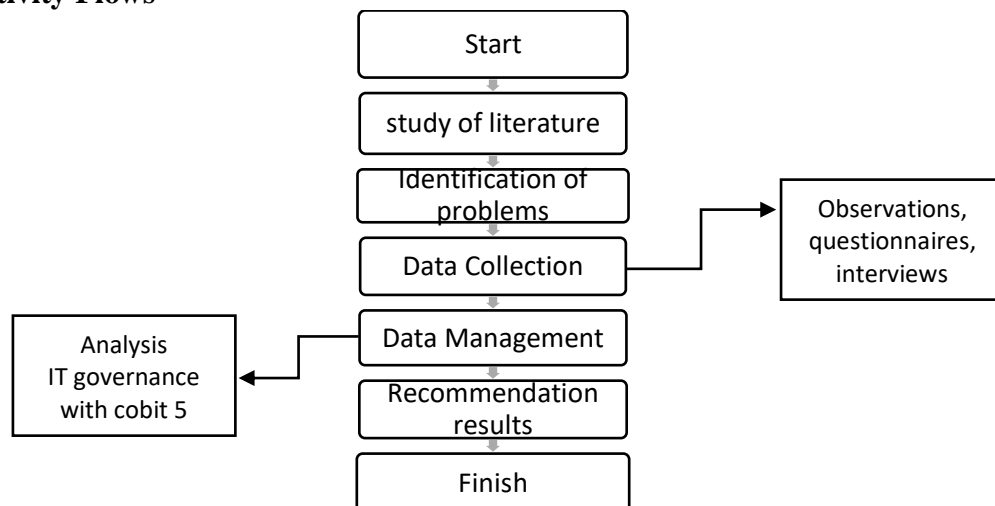 Start
study of literature
Identification of
problems
Observations,
questionnaires,
interviews
Data Collection
Data Management
Analysis
IT governance
with cobit 5
Recommendation
results
Finish